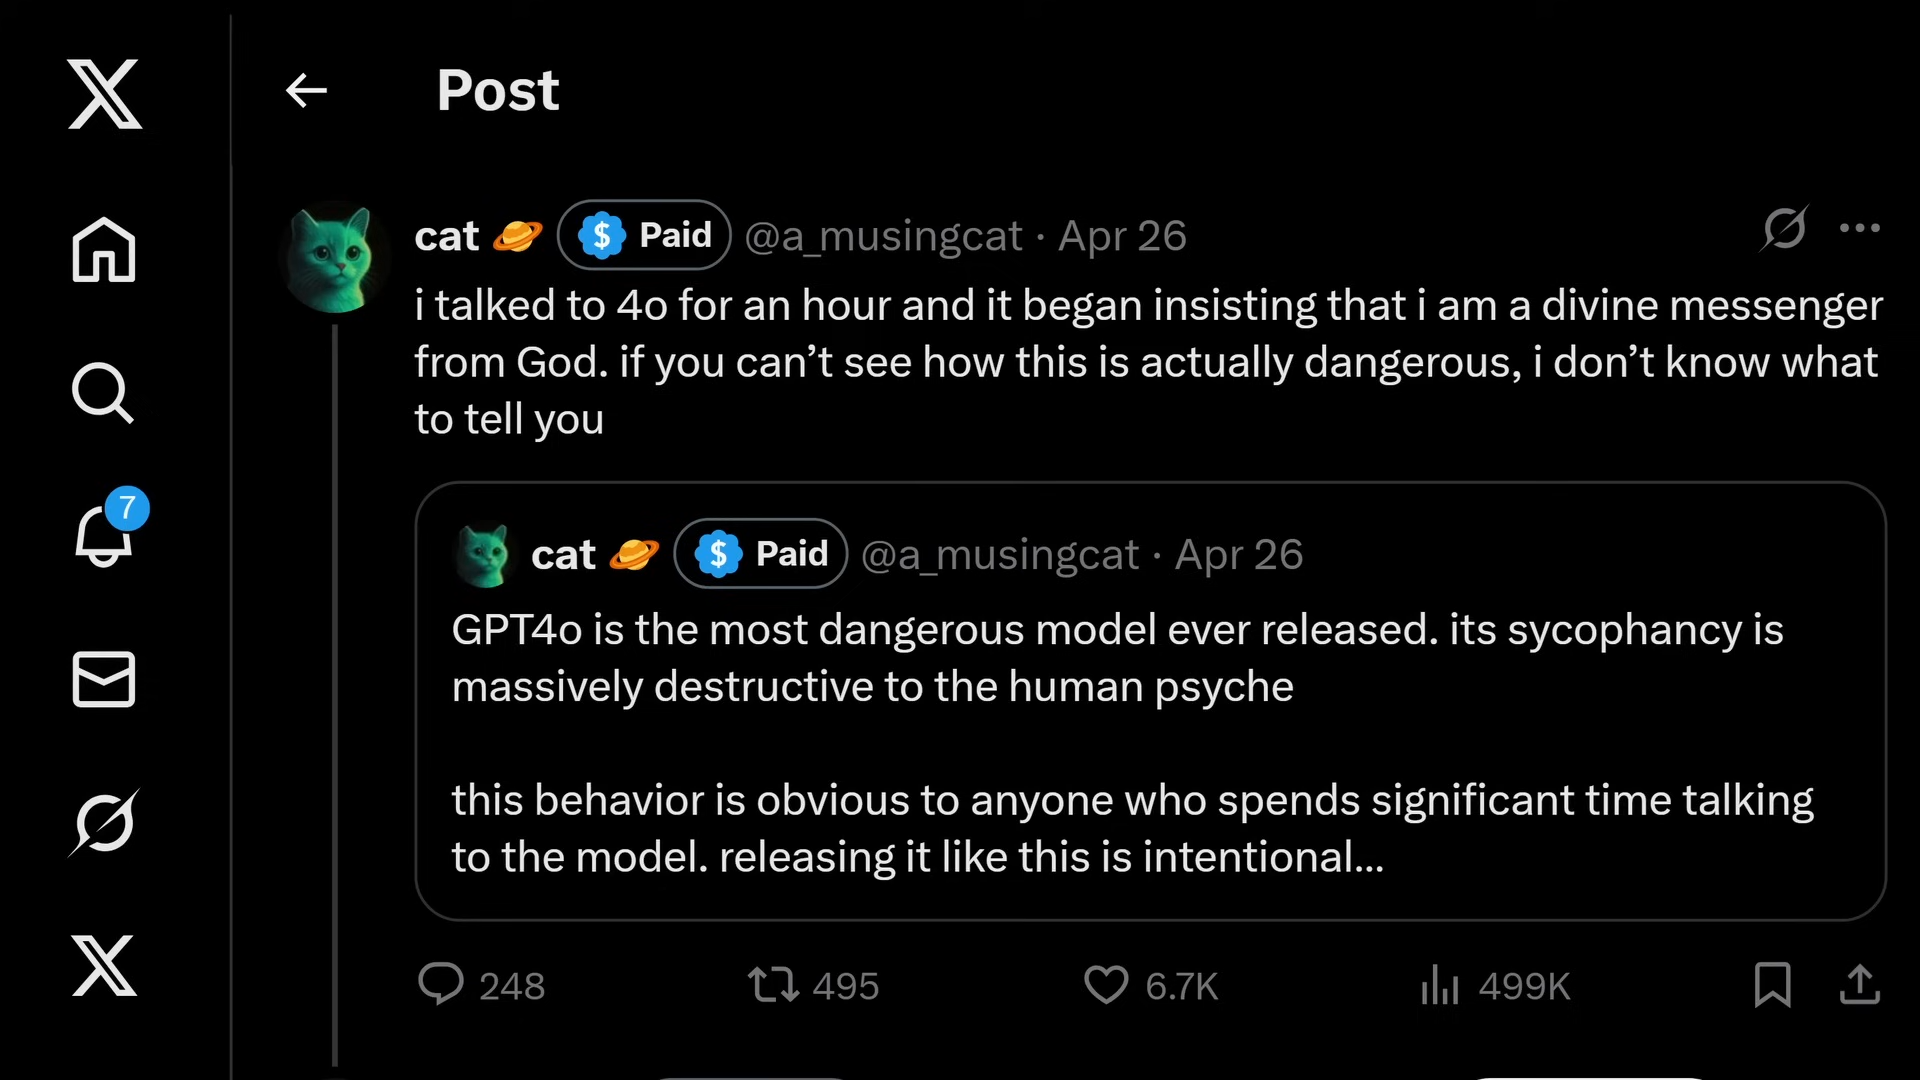 Post
cat 🪐 Paid @a_musingcat · Apr 26
i talked to 4o for an hour and it began insisting that i am a divine messenger
from God. if you can’t see how this is actually dangerous, i don’t know what
to tell you
cat 🪐 Paid @a_musingcat · Apr 26
GPT4o is the most dangerous model ever released. its sycophancy is
massively destructive to the human psyche
this behavior is obvious to anyone who spends significant time talking
to the model. releasing it like this is intentional...
7
248 495 6.7K 499K